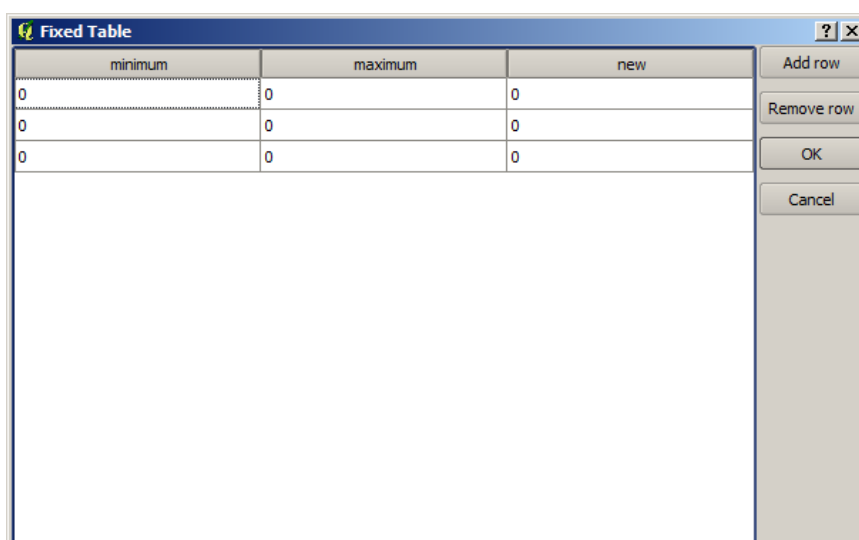 Fixed Table
minimum maximum new Add row
0 0 0
Remove row
0 0 0
0 0 0 OK
Cancel